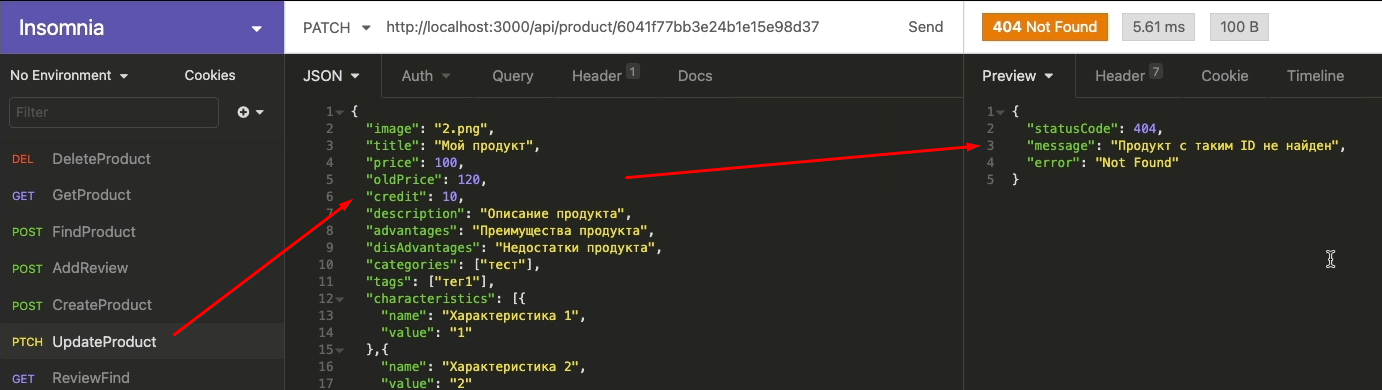 Insomnia
PATCH http://localhost:3000/api/product/6041f77bb3e24b1e15e98d37 Send
404 Not Found 5.61 ms 100 B
No Environment Cookies
JSON Auth Query Header 1 Docs
Preview Header 7 Cookie Timeline
Filter
DEL DeleteProduct
GET GetProduct
POST FindProduct
POST AddReview
POST CreateProduct
PTCH UpdateProduct
GET ReviewFind
1 {
2 "image": "2.png",
3 "title": "Мой продукт",
4 "price": 100,
5 "oldPrice": 120,
6 "credit": 10,
7 "description": "Описание продукта",
8 "advantages": "Преимущества продукта",
9 "disAdvantages": "Недостатки продукта",
10 "categories": ["тест"],
11 "tags": ["тег1"],
12 "characteristics": [{
13 "name": "Характеристика 1",
14 "value": "1"
15 },{
16 "name": "Характеристика 2",
17 "value": "2"
1 {
2 "statusCode": 404,
3 "message": "Продукт с таким ID не найден",
4 "error": "Not Found"
5 }